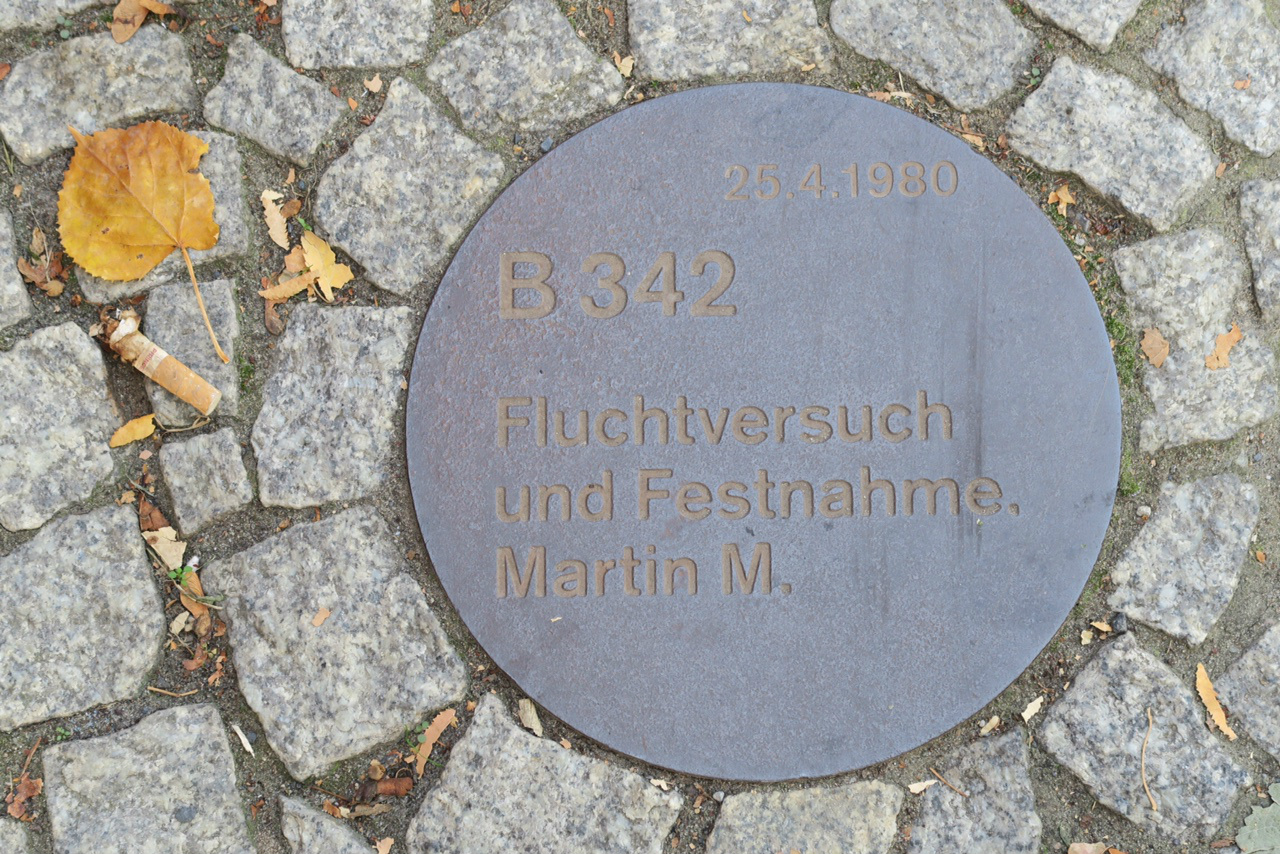 25.4.1980
B 342
Fluchtversuch
und Festnahme.
Martin M.